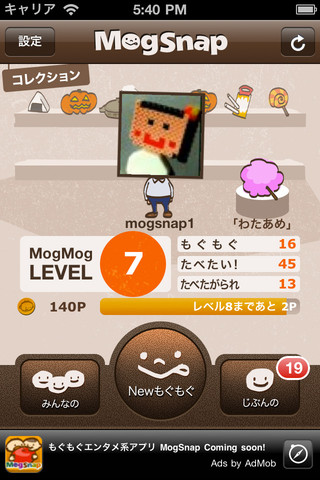 キャリア 5:40 PM
設定 MogSnap
コレクション
mogsnap1 「わたあめ」
MogMog LEVEL 7
もぐもぐ 16
たべたい! 45
たべたがられ 13
140P レベル8まであと 2P
みんなの Newもぐもぐ じぶんの 19
もぐもぐエンタメ系アプリ MogSnap Coming soon!
MogSnap Ads by AdMob